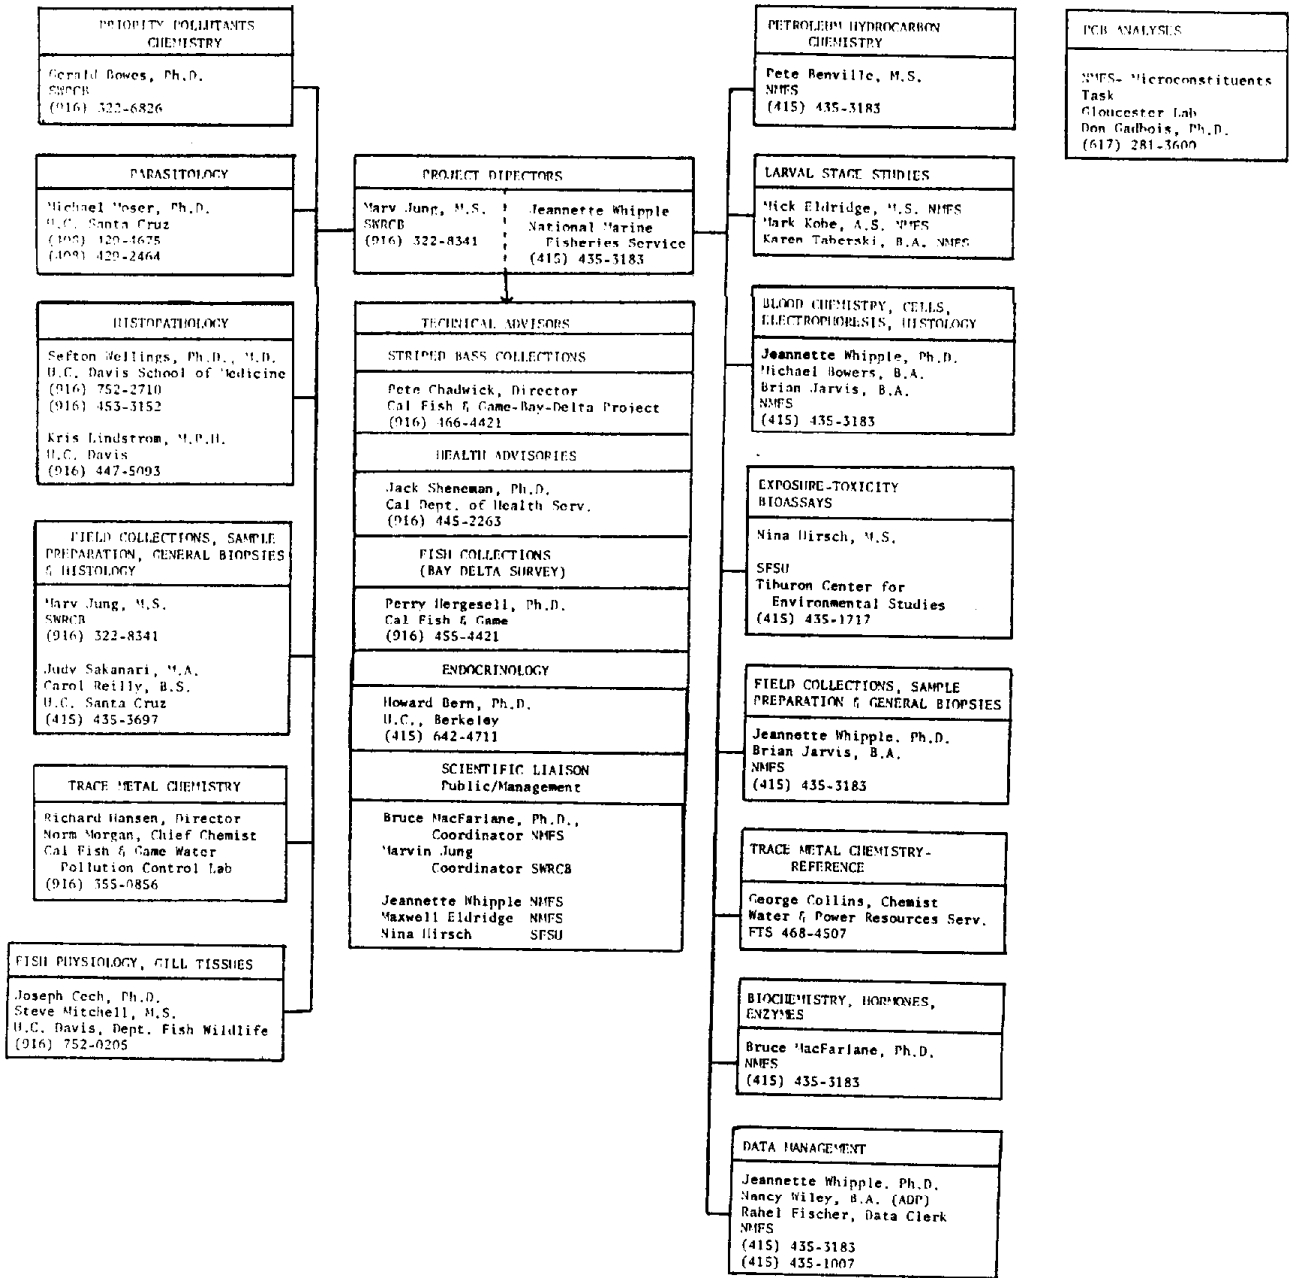 PRIORITY POLLUTANTS
CHEMISTRY
Gerald Bowes, Ph.D.
SWRCB
(916) 322-6826
PARASITOLOGY
Michael Moser, Ph.D.
U.C. Santa Cruz
(408) 429-4675
(408) 429-2464
HISTOPATHOLOGY
Sefton Wellings, Ph.D., M.D.
U.C. Davis School of Medicine
(916) 752-2710
(916) 453-3152
Kris Lindstrom, M.P.H.
U.C. Davis
(916) 447-5093
FIELD COLLECTIONS, SAMPLE
PREPARATION, GENERAL BIOPSIES
& HISTOLOGY
Marv Jung, M.S.
SWRCB
(916) 322-8341
Judy Sakanari, M.A.
Carol Reilly, B.S.
U.C. Santa Cruz
(415) 435-3697
TRACE METAL CHEMISTRY
Richard Hansen, Director
Norm Morgan, Chief Chemist
Cal Fish & Game Water
Pollution Control Lab
(916) 355-0856
FISH PHYSIOLOGY, GILL TISSUES
Joseph Cech, Ph.D.
Steve Mitchell, M.S.
U.C. Davis, Dept. Fish Wildlife
(916) 752-0205
PROJECT DIRECTORS
Marv Jung, M.S.
SWRCB
(916) 322-8341
Jeannette Whipple
National Marine
Fisheries Service
(415) 435-3183
TECHNICAL ADVISORS
STRIPED BASS COLLECTIONS
Pete Chadwick, Director
Cal Fish & Game-Bay-Delta Project
(916) 466-4421
HEALTH ADVISORIES
Jack Sheneman, Ph.D.
Cal Dept. of Health Serv.
(916) 445-2263
FISH COLLECTIONS
(BAY DELTA SURVEY)
Perry Hergesell, Ph.D.
Cal Fish & Game
(916) 455-4421
ENDOCRINOLOGY
Howard Bern, Ph.D.
U.C., Berkeley
(415) 642-4711
SCIENTIFIC LIAISON
Public/Management
Bruce MacFarlane, Ph.D.,
Coordinator NMFS
Marvin Jung
Coordinator SWRCB
Jeannette Whipple NMFS
Maxwell Eldridge NMFS
Nina Hirsch SFSU
PETROLEUM HYDROCARBON
CHEMISTRY
Pete Benville, M.S.
NMFS
(415) 435-3183
LARVAL STAGE STUDIES
Mick Eldridge, M.S. NMFS
Mark Kobe, A.S. NMFS
Karen Taberski, B.A. NMFS
BLOOD CHEMISTRY, CELLS,
ELECTROPHORESIS, HISTOLOGY
Jeannette Whipple, Ph.D.
Michael Bowers, B.A.
Brian Jarvis, B.A.
NMFS
(415) 435-3183
EXPOSURE-TOXICITY
BIOASSAYS
Nina Hirsch, M.S.
SFSU
Tiburon Center for
Environmental Studies
(415) 435-1717
FIELD COLLECTIONS, SAMPLE
PREPARATION & GENERAL BIOPSIES
Jeannette Whipple, Ph.D.
Brian Jarvis, B.A.
NMFS
(415) 435-3183
TRACE METAL CHEMISTRY-
REFERENCE
George Collins, Chemist
Water & Power Resources Serv.
FTS 468-4507
BIOCHEMISTRY, HORMONES,
ENZYMES
Bruce MacFarlane, Ph.D.
NMFS
(415) 435-3183
DATA MANAGEMENT
Jeannette Whipple, Ph.D.
Nancy Wiley, B.A. (ADP)
Rahel Fischer, Data Clerk
NMFS
(415) 435-3183
(415) 435-1007
PCB ANALYSES
NMFS- Microconstituents
Task
Gloucester Lab
Don Gadbois, Ph.D.
(617) 281-3600